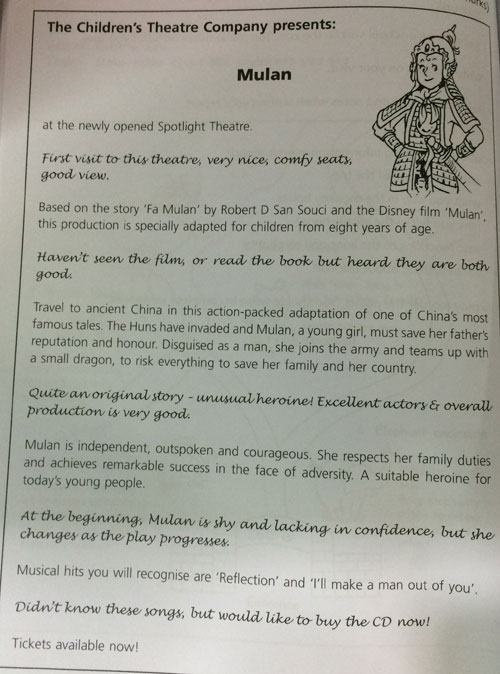 The Children's Theatre Company presents:
Mulan
at the newly opened Spotlight Theatre.
First visit to this theatre, very nice, comfy seats,
good view.
Based on the story 'Fa Mulan' by Robert D San Souci and the Disney film 'Mulan',
this production is specially adapted for children from eight years of age.
Haven't seen the film, or read the book but heard they are both
good.
Travel to ancient China in this action-packed adaptation of one of China's most
famous tales. The Huns have invaded and Mulan, a young girl, must save her father's
reputation and honour. Disguised as a man, she joins the army and teams up with
a small dragon, to risk everything to save her family and her country.
Quite an original story - unusual heroine! Excellent actors & overall
production is very good.
Mulan is independent, outspoken and courageous. She respects her family duties
and achieves remarkable success in the face of adversity. A suitable heroine for
today's young people.
At the beginning, Mulan is shy and lacking in confidence, but she
changes as the play progresses.
Musical hits you will recognise are 'Reflection' and 'I'll make a man out of you'.
Didn't know these songs, but would like to buy the CD now!
Tickets available now!